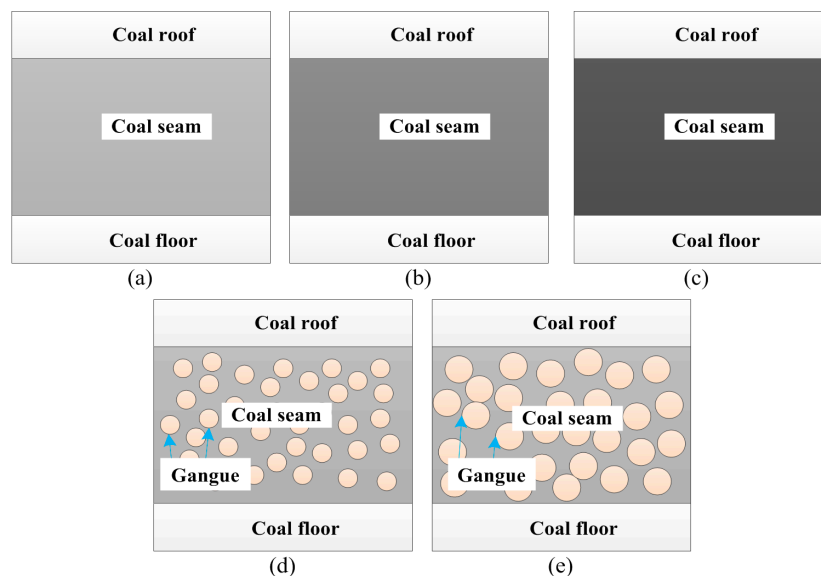 Coal roof
Coal roof
Coal roof
Coal seam
Coal seam
Coal seam
Coal floor
Coal floor
Coal floor
(a)
(b)
(c)
Coal roof
Coal roof
Coal seam
Coal seam
Gangue
Gangue
Coal floor
Coal floor
(d)
(e)